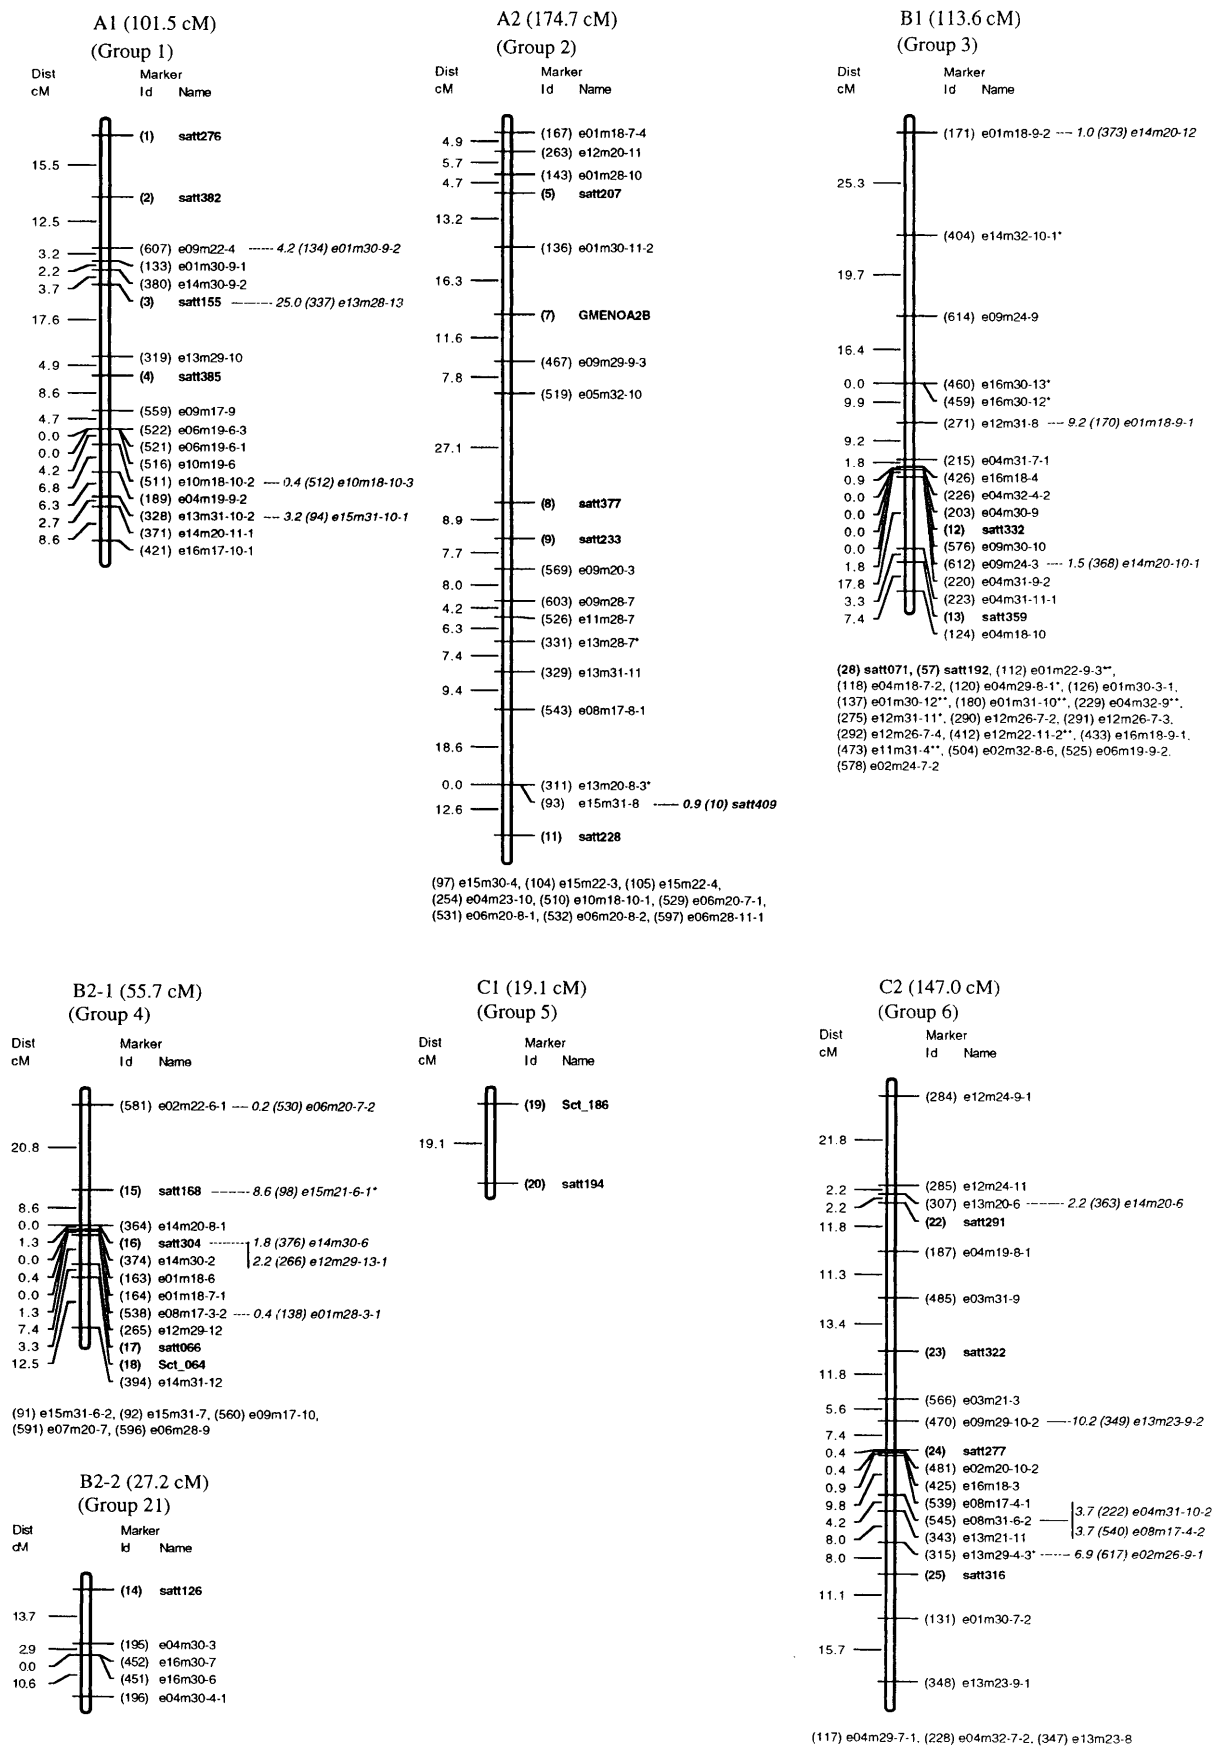 A1 (101.5 cM)
(Group 1)
Dist Marker
cM Id Name
(1) satt276
15.5
(2) satt382
12.5
(607) e09m22-4 4.2 (134) e01m30-9-2
3.2
(133) e01m30-9-1
2.2
(380) e14m30-9-2
3.7
(3) satt155 25.0 (337) e13m28-13
17.6
(319) e13m29-10
4.9
(4) satt385
8.6
(559) e09m17-9
4.7
(522) e06m19-6-3
0.0
(521) e06m19-6-1
0.0
(516) e10m19-6
4.2
(511) e10m18-10-2 0.4 (512) e10m18-10-3
6.8
(189) e04m19-9-2
6.3
(328) e13m31-10-2 3.2 (94) e15m31-10-1
2.7
(371) e14m20-11-1
8.6
(421) e16m17-10-1
A2 (174.7 cM)
(Group 2)
Dist Marker
cM Id Name
(167) e01m18-7-4
4.9
(263) e12m20-11
5.7
(143) e01m28-10
4.7
(5) satt207
13.2
(136) e01m30-11-2
16.3
(7) GMENOA2B
11.6
(467) e09m29-9-3
7.8
(519) e05m32-10
27.1
(8) satt377
8.9
(9) satt233
7.7
(569) e09m20-3
8.0
(603) e09m28-7
4.2
(526) e11m28-7
6.3
(331) e13m28-7*
7.4
(329) e13m31-11
9.4
(543) e08m17-8-1
18.6
0.0 (311) e13m20-8-3*
(93) e15m31-8 0.9 (10) satt409
12.6
(11) satt228
(97) e15m30-4, (104) e15m22-3, (105) e15m22-4,
(254) e04m23-10, (510) e10m18-10-1, (529) e06m20-7-1,
(531) e06m20-8-1, (532) e06m20-8-2, (597) e06m28-11-1
B1 (113.6 cM)
(Group 3)
Dist Marker
cM Id Name
(171) e01m18-9-2 1.0 (373) e14m20-12
25.3
(404) e14m32-10-1*
19.7
(614) e09m24-9
16.4
0.0 (460) e16m30-13*
9.9 (459) e16m30-12*
(271) e12m31-8 9.2 (170) e01m18-9-1
9.2
(215) e04m31-7-1
1.8
(426) e16m18-4
0.9
(226) e04m32-4-2
0.0
(203) e04m30-9
0.0
(12) satt332
0.0
(576) e09m30-10
0.0
(612) e09m24-3 1.5 (368) e14m20-10-1
1.8
(220) e04m31-9-2
17.8
(223) e04m31-11-1
3.3
(13) satt359
7.4
(124) e04m18-10
(28) satt071, (57) satt192, (112) e01m22-9-3**,
(118) e04m18-7-2, (120) e04m29-8-1*, (126) e01m30-3-1,
(137) e01m30-12**, (180) e01m31-10**, (229) e04m32-9**,
(275) e12m31-11*, (290) e12m26-7-2, (291) e12m26-7-3,
(292) e12m26-7-4, (412) e12m22-11-2**, (433) e16m18-9-1,
(473) e11m31-4**, (504) e02m32-8-6, (525) e06m19-9-2,
(578) e02m24-7-2
B2-1 (55.7 cM)
(Group 4)
Dist Marker
cM Id Name
(581) e02m22-6-1 0.2 (530) e06m20-7-2
20.8
(15) satt168 8.6 (98) e15m21-6-1*
8.6
0.0 (364) e14m20-8-1
1.3 (16) satt304 1.8 (376) e14m30-6
0.0 (374) e14m30-2 2.2 (266) e12m29-13-1
0.4 (163) e01m18-6
0.0 (164) e01m18-7-1
1.3 (538) e08m17-3-2 0.4 (138) e01m28-3-1
7.4 (265) e12m29-12
3.3 (17) satt066
12.5 (18) Sct_064
(394) e14m31-12
(91) e15m31-6-2, (92) e15m31-7, (560) e09m17-10,
(591) e07m20-7, (596) e06m28-9
B2-2 (27.2 cM)
(Group 21)
Dist Marker
cM Id Name
(14) satt126
13.7
(195) e04m30-3
2.9
(452) e16m30-7
0.0
(451) e16m30-6
10.6
(196) e04m30-4-1
C1 (19.1 cM)
(Group 5)
Dist Marker
cM Id Name
(19) Sct_186
19.1
(20) satt194
C2 (147.0 cM)
(Group 6)
Dist Marker
cM Id Name
(284) e12m24-9-1
21.8
(285) e12m24-11
2.2
(307) e13m20-6 2.2 (363) e14m20-6
2.2
(22) satt291
11.8
(187) e04m19-8-1
11.3
(485) e03m31-9
13.4
(23) satt322
11.8
(566) e03m21-3
5.6
(470) e09m29-10-2 10.2 (349) e13m23-9-2
7.4
0.4 (24) satt277
0.4 (481) e02m20-10-2
0.9 (425) e16m18-3
9.8 (539) e08m17-4-1 3.7 (222) e04m31-10-2
4.2 (545) e08m31-6-2 3.7 (540) e08m17-4-2
8.0 (343) e13m21-11
8.0 (315) e13m29-4-3* 6.9 (617) e02m26-9-1
(25) satt316
11.1
(131) e01m30-7-2
15.7
(348) e13m23-9-1
(117) e04m29-7-1, (228) e04m32-7-2, (347) e13m23-8